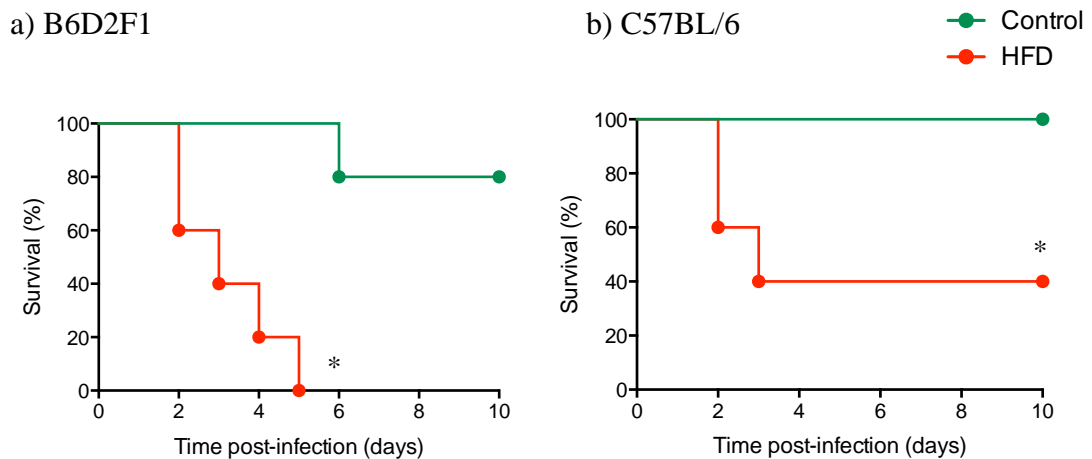 a) B6D2F1
b) C57BL/6
Control
HFD
100
80
60
40
20
0
Survival (%)
*
0 2 4 6 8 10
Time post-infection (days)
100
80
60
40
20
0
Survival (%)
*
0 2 4 6 8 10
Time post-infection (days)